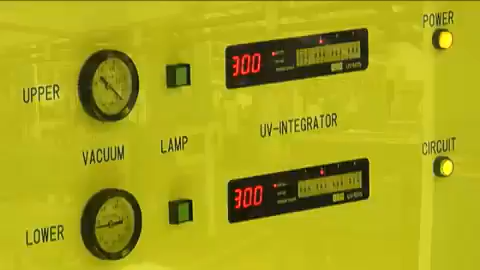 POWER
300
UPPER
UV-INTEGRATOR
VACUUM
LAMP
CIRCUIT
300
LOWER